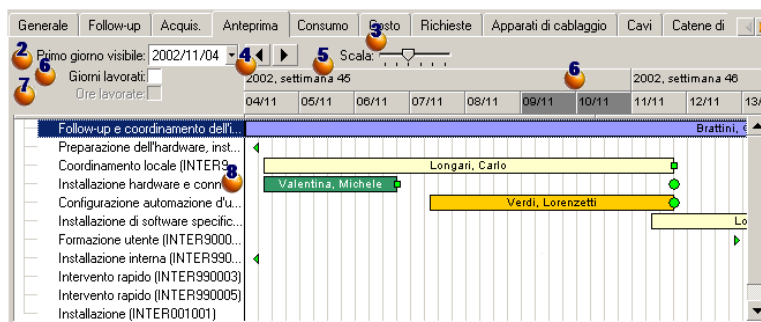 Generale Follow-up Acquis. Anteprima Consumo Costo Richieste Apparati di cablaggio Cavi Catene di
3
2 Primo giorno visibile: 2002/11/04 4 5 Scala:
6 Giorni lavorati: 2002, settimana 45 6 2002, settimana 46
7 Ore lavorate: 04/11 05/11 06/11 07/11 08/11 09/11 10/11 11/11 12/11 13/
Follow-up e coordinamento dell'i... Brattini,
Preparazione dell'hardware, inst...
Coordinamento locale (INTER9... Longari, Carlo
8
Installazione hardware e conn... Valentina, Michele
Configurazione automazione d'u... Verdi, Lorenzetti
Installazione di software specific... Lo
Formazione utente (INTER9000...
Installazione interna (INTER990...
Intervento rapido (INTER990003)
Intervento rapido (INTER990005)
Installazione (INTER001001)